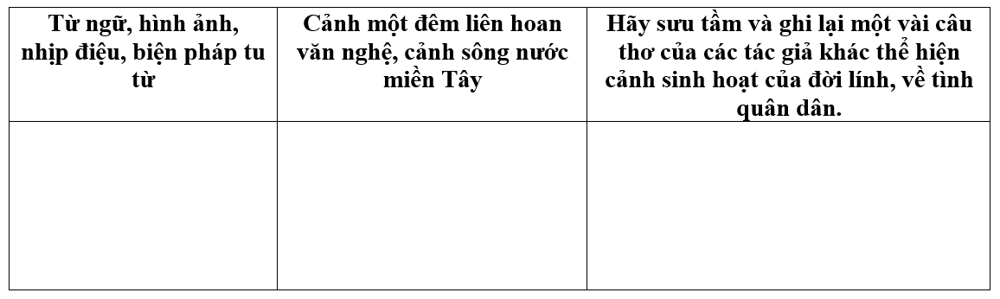 Từ ngữ, hình ảnh,
nhịp điệu, biện pháp tu
từ
Cảnh một đêm liên hoan
văn nghệ, cảnh sông nước
miền Tây
Hãy sưu tầm và ghi lại một vài câu
thơ của các tác giả khác thể hiện
cảnh sinh hoạt của đời lính, về tình
quân dân.